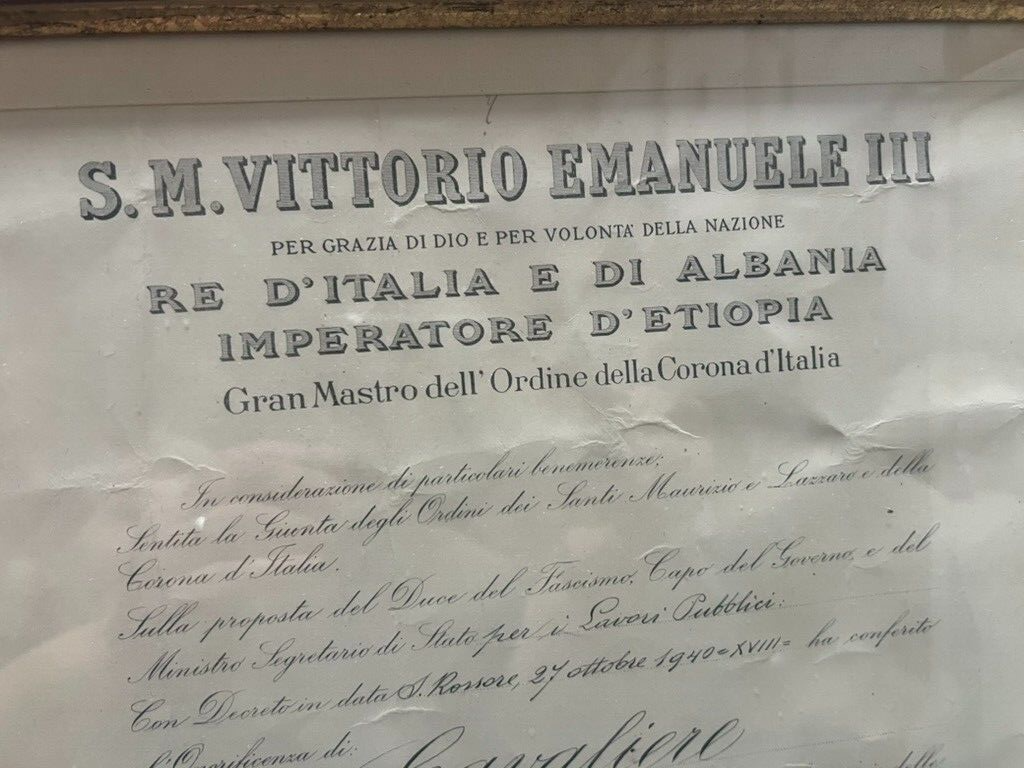 S. M. VITTORIO EMANUELE III
PER GRAZIA DI DIO E PER VOLONTA' DELLA NAZIONE
RE D'ITALIA E DI ALBANIA
IMPERATORE D'ETIOPIA
Gran Mastro dell' Ordine della Corona d'Italia
In considerazione di particolari benemerenze;
Sentita la Giunta degli Ordini dei Santi Maurizio e Lazzaro e della
Corona d'Italia.
Sulla proposta del Duce del Fascismo, Capo del Governo, e del
Ministro Segretario di Stato per i Lavori Pubblici:
Con Decreto in data S. Rossore, 27 ottobre 1940=XVIII= ha conferito
l'Onorificenza di: Cavaliere